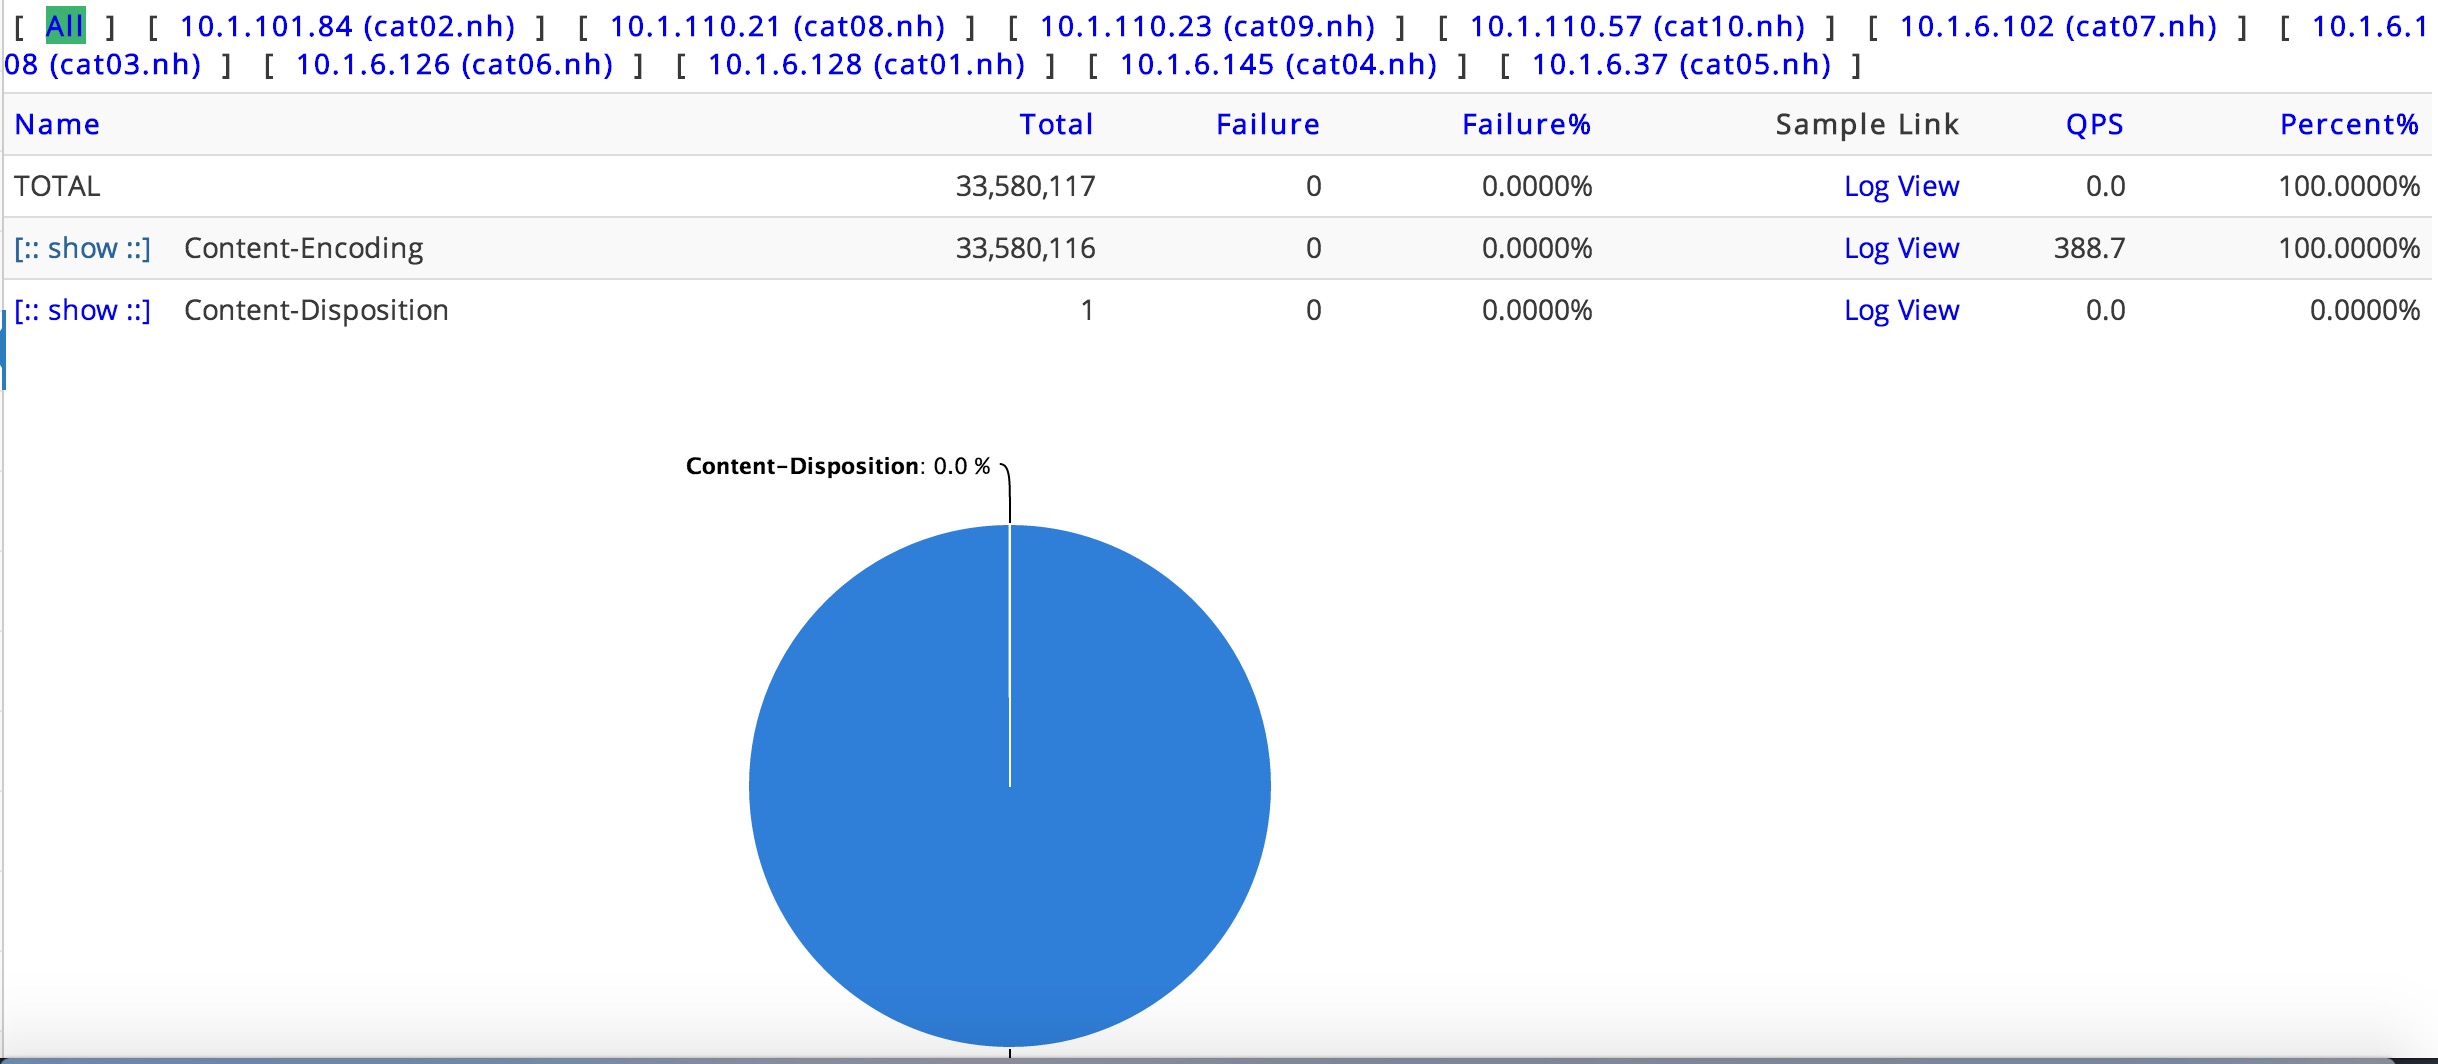 [ All ] [ 10.1.101.84 (cat02.nh) ] [ 10.1.110.21 (cat08.nh) ] [ 10.1.110.23 (cat09.nh) ] [ 10.1.110.57 (cat10.nh) ] [ 10.1.6.102 (cat07.nh) ] [ 10.1.6.1
08 (cat03.nh) ] [ 10.1.6.126 (cat06.nh) ] [ 10.1.6.128 (cat01.nh) ] [ 10.1.6.145 (cat04.nh) ] [ 10.1.6.37 (cat05.nh) ]
Name Total Failure Failure% Sample Link QPS Percent%
TOTAL 33,580,117 0 0.0000% Log View 0.0 100.0000%
[:: show ::] Content-Encoding 33,580,116 0 0.0000% Log View 388.7 100.0000%
[:: show ::] Content-Disposition 1 0 0.0000% Log View 0.0 0.0000%
Content-Disposition: 0.0 %